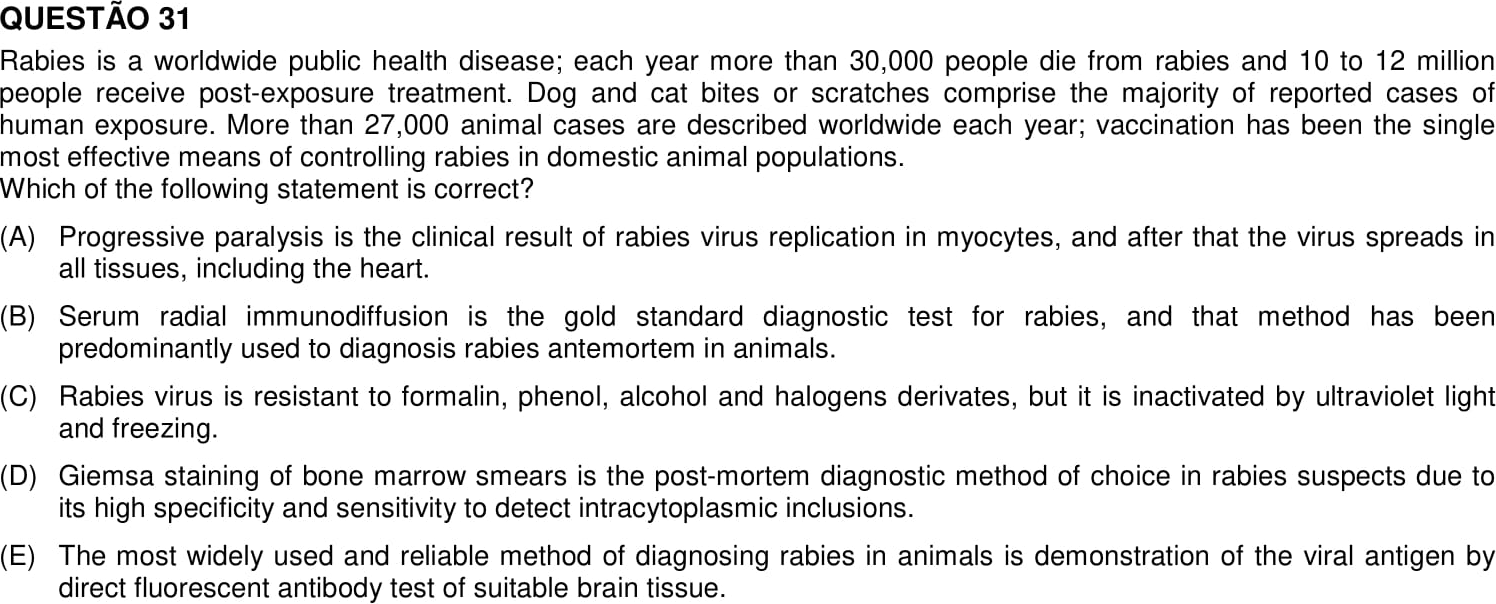 QUESTÃO 31
Rabies is a worldwide public health disease; each year more than 30,000 people die from rabies and 10 to 12 million
people receive post-exposure treatment. Dog and cat bites or scratches comprise the majority of reported cases of
human exposure. More than 27,000 animal cases are described worldwide each year; vaccination has been the single
most effective means of controlling rabies in domestic animal populations.
Which of the following statement is correct?
(A) Progressive paralysis is the clinical result of rabies virus replication in myocytes, and after that the virus spreads in
all tissues, including the heart.
(B) Serum radial immunodiffusion is the gold standard diagnostic test for rabies, and that method has been
predominantly used to diagnosis rabies antemortem in animals.
(C) Rabies virus is resistant to formalin, phenol, alcohol and halogens derivates, but it is inactivated by ultraviolet light
and freezing.
(D) Giemsa staining of bone marrow smears is the post-mortem diagnostic method of choice in rabies suspects due to
its high specificity and sensitivity to detect intracytoplasmic inclusions.
(E) The most widely used and reliable method of diagnosing rabies in animals is demonstration of the viral antigen by
direct fluorescent antibody test of suitable brain tissue.